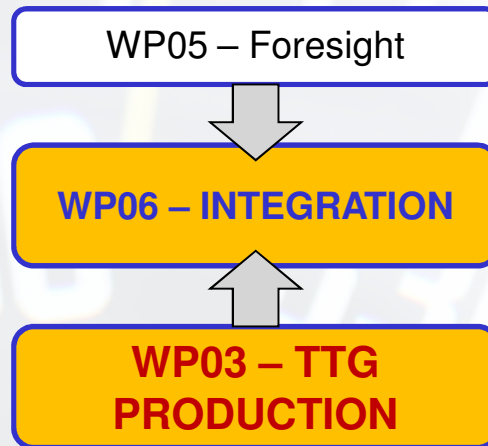 WP05 – Foresight
WP06 – INTEGRATION
WP03 – TTG
PRODUCTION